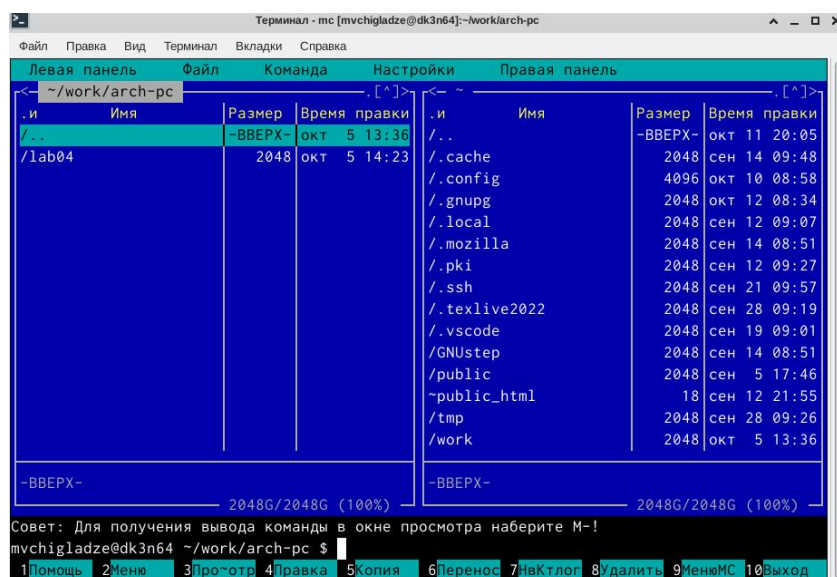 Терминал - mc [mvchigladze@dk3n64]:~/work/arch-pc
Файл Правка Вид Терминал Вкладки Справка
Левая панель Файл Команда Настройки Правая панель
<─ ~/work/arch-pc .[^]> <─ ~ .[^]>
.и Имя Размер Время правки .и Имя Размер Время правки
/.. -ВВЕРХ- окт 5 13:36 /.. -ВВЕРХ- окт 11 20:05
/lab04 2048 окт 5 14:23 /.cache 2048 сен 14 09:48
/.config 4096 окт 10 08:58
/.gnupg 2048 окт 12 08:34
/.local 2048 сен 12 09:07
/.mozilla 2048 сен 14 08:51
/.pki 2048 сен 12 09:27
/.ssh 2048 сен 21 09:57
/.texlive2022 2048 сен 28 09:19
/.vscode 2048 сен 19 09:01
/GNUstep 2048 сен 14 08:51
/public 2048 сен 5 17:46
~public_html 18 сен 12 21:55
/tmp 2048 сен 28 09:26
/work 2048 окт 5 13:36
-ВВЕРХ- -ВВЕРХ-
2048G/2048G (100%) 2048G/2048G (100%)
Совет: Для получения вывода команды в окне просмотра наберите M-!
mvchigladze@dk3n64 ~/work/arch-pc $
1Помощь 2Меню 3Про~отр 4Правка 5Копия 6Перенос 7НвКтлог 8Удалить 9МенюМС 10Выход